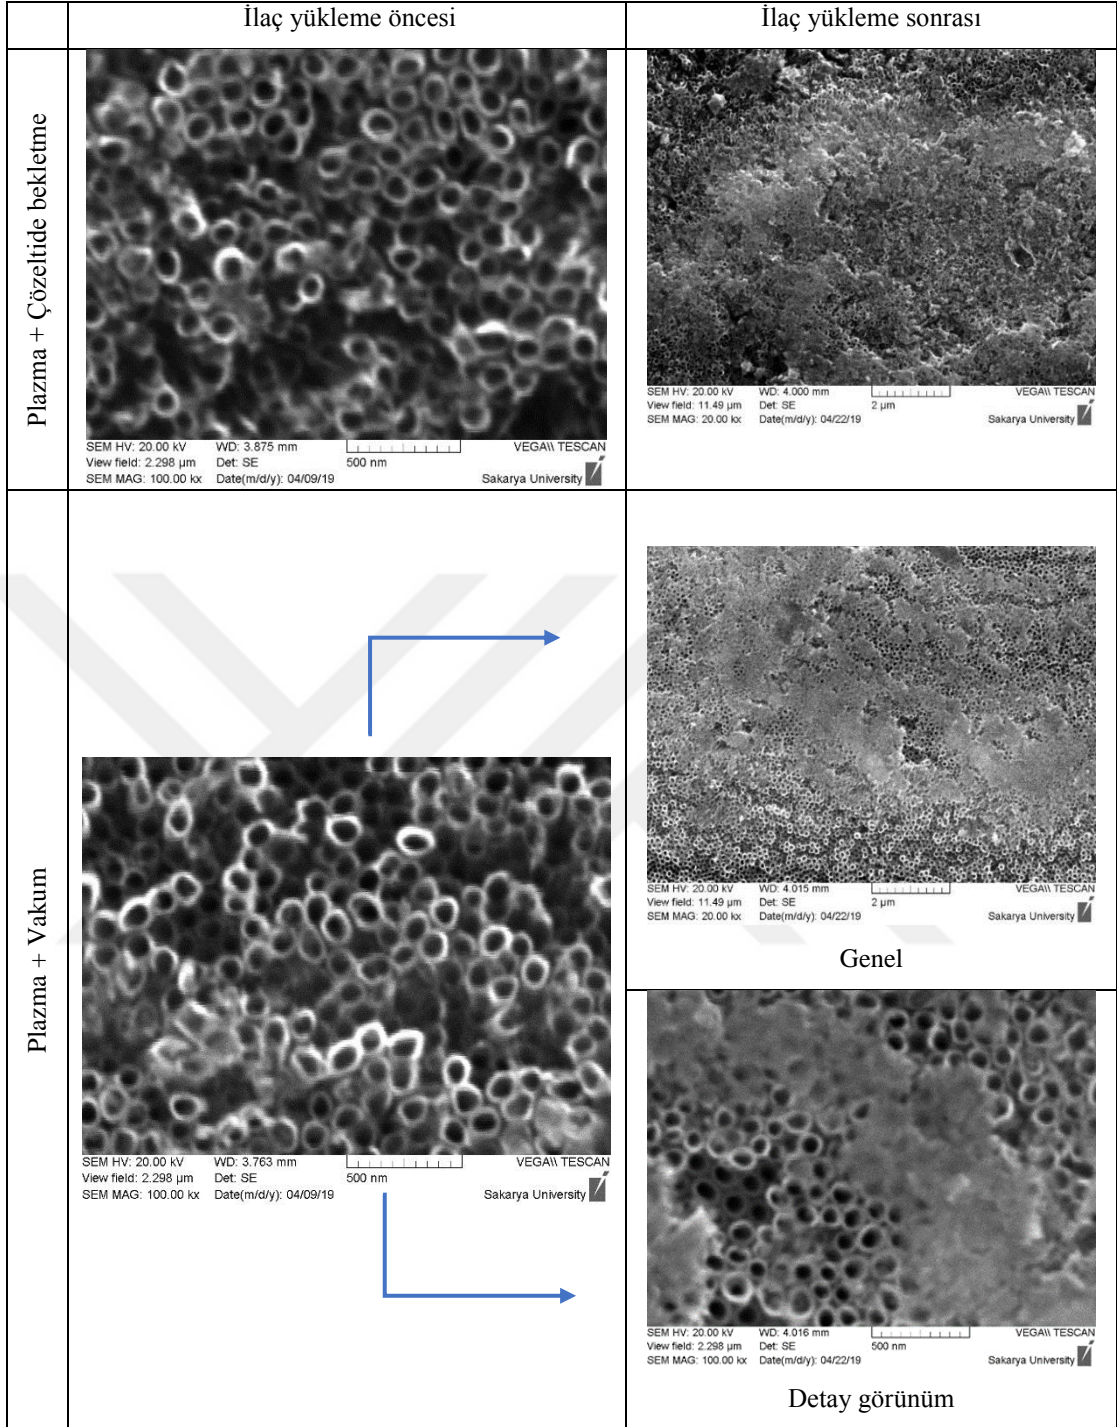 İlaç yükleme öncesi
İlaç yükleme sonrası
Plazma + Çözeltide bekletme
SEM HV: 20.00 kV WD: 3.875 mm VEGA\\ TESCAN
View field: 2.298 µm Det: SE 500 nm
SEM MAG: 100.00 kx Date(m/d/y): 04/09/19 Sakarya University
SEM HV: 20.00 kV WD: 4.000 mm VEGA\\ TESCAN
View field: 11.49 µm Det: SE 2 µm
SEM MAG: 20.00 kx Date(m/d/y): 04/22/19 Sakarya University
Plazma + Vakum
SEM HV: 20.00 kV WD: 3.763 mm VEGA\\ TESCAN
View field: 2.298 µm Det: SE 500 nm
SEM MAG: 100.00 kx Date(m/d/y): 04/09/19 Sakarya University
SEM HV: 20.00 kV WD: 4.015 mm VEGA\\ TESCAN
View field: 11.49 µm Det: SE 2 µm
SEM MAG: 20.00 kx Date(m/d/y): 04/22/19 Sakarya University
Genel
SEM HV: 20.00 kV WD: 4.016 mm VEGA\\ TESCAN
View field: 2.298 µm Det: SE 500 nm
SEM MAG: 100.00 kx Date(m/d/y): 04/22/19 Sakarya University
Detay görünüm